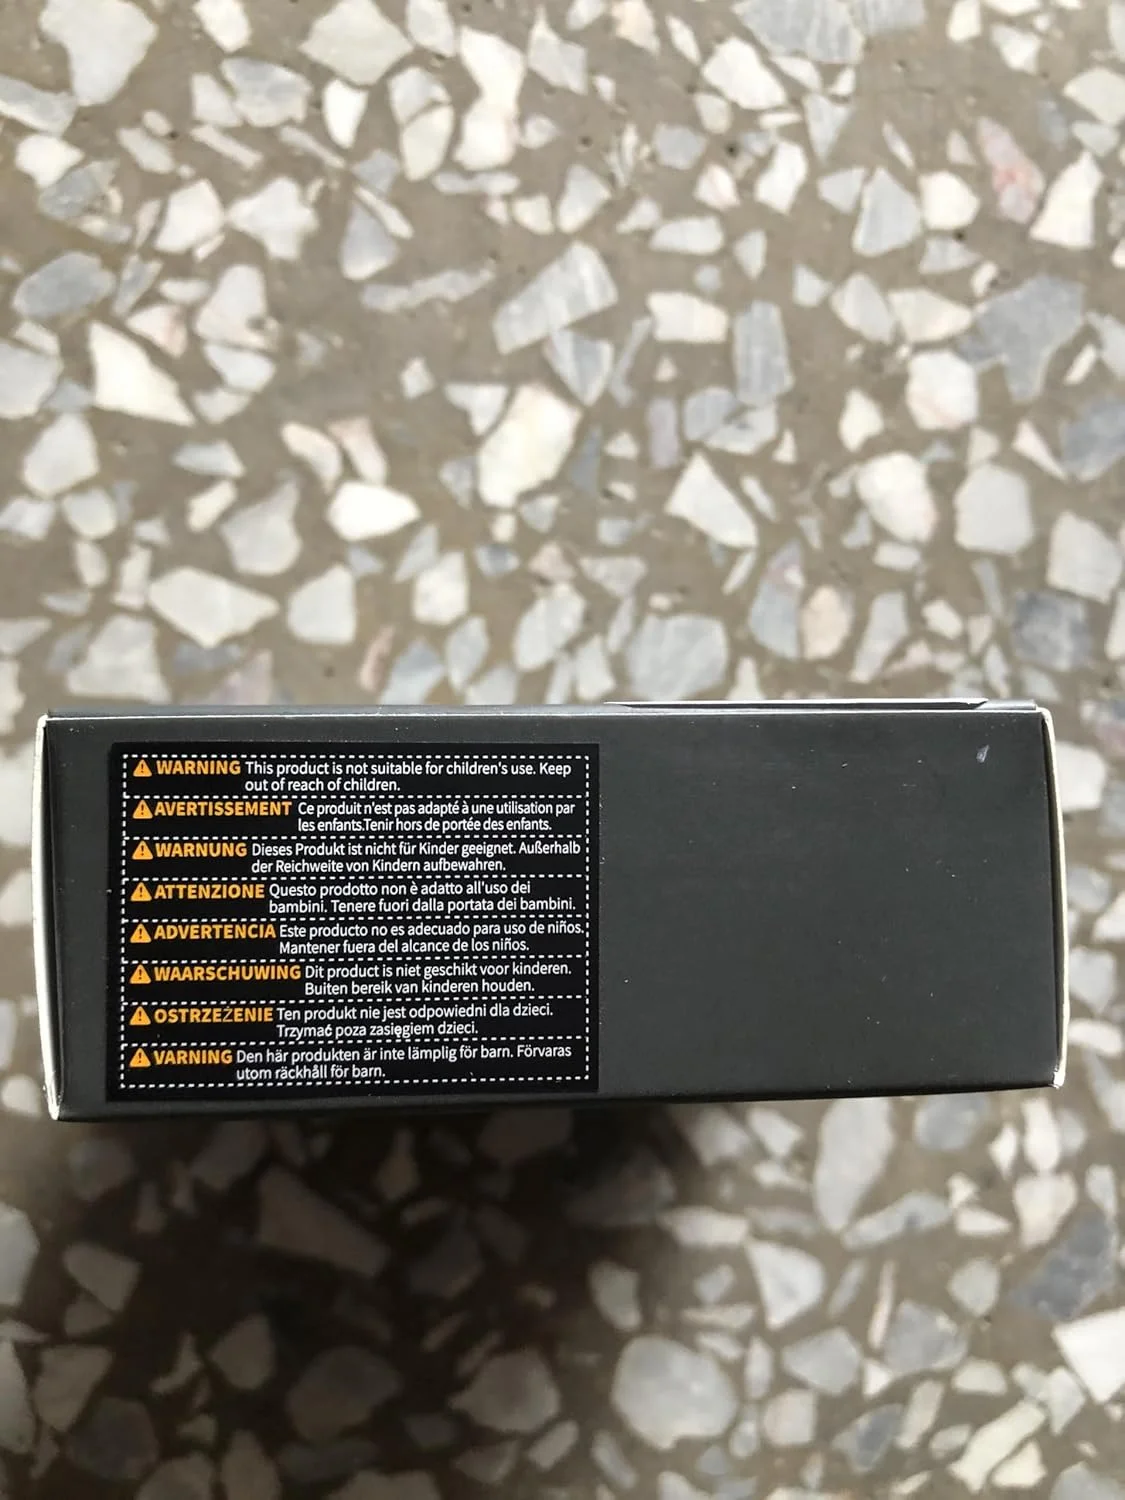 WARNING This product is not suitable for children's use. Keep
out of reach of children.
AVERTISSEMENT Ce produit n'est pas adapté à une utilisation par
les enfants.Tenir hors de portée des enfants.
WARNUNG Dieses Produkt ist nicht für Kinder geeignet. Außerhalb
der Reichweite von Kindern aufbewahren.
ATTENZIONE Questo prodotto non è adatto all'uso dei
bambini. Tenere fuori dalla portata dei bambini.
ADVERTENCIA Este producto no es adecuado para uso de niños.
Mantener fuera del alcance de los niños.
WAARSCHUWING Dit product is niet geschikt voor kinderen.
Buiten bereik van kinderen houden.
OSTRZEŻENIE Ten produkt nie jest odpowiedni dla dzieci.
Trzymać poza zasięgiem dzieci.
VARNING Den här produkten är inte lämplig för barn. Förvaras
utom räckhåll för barn.